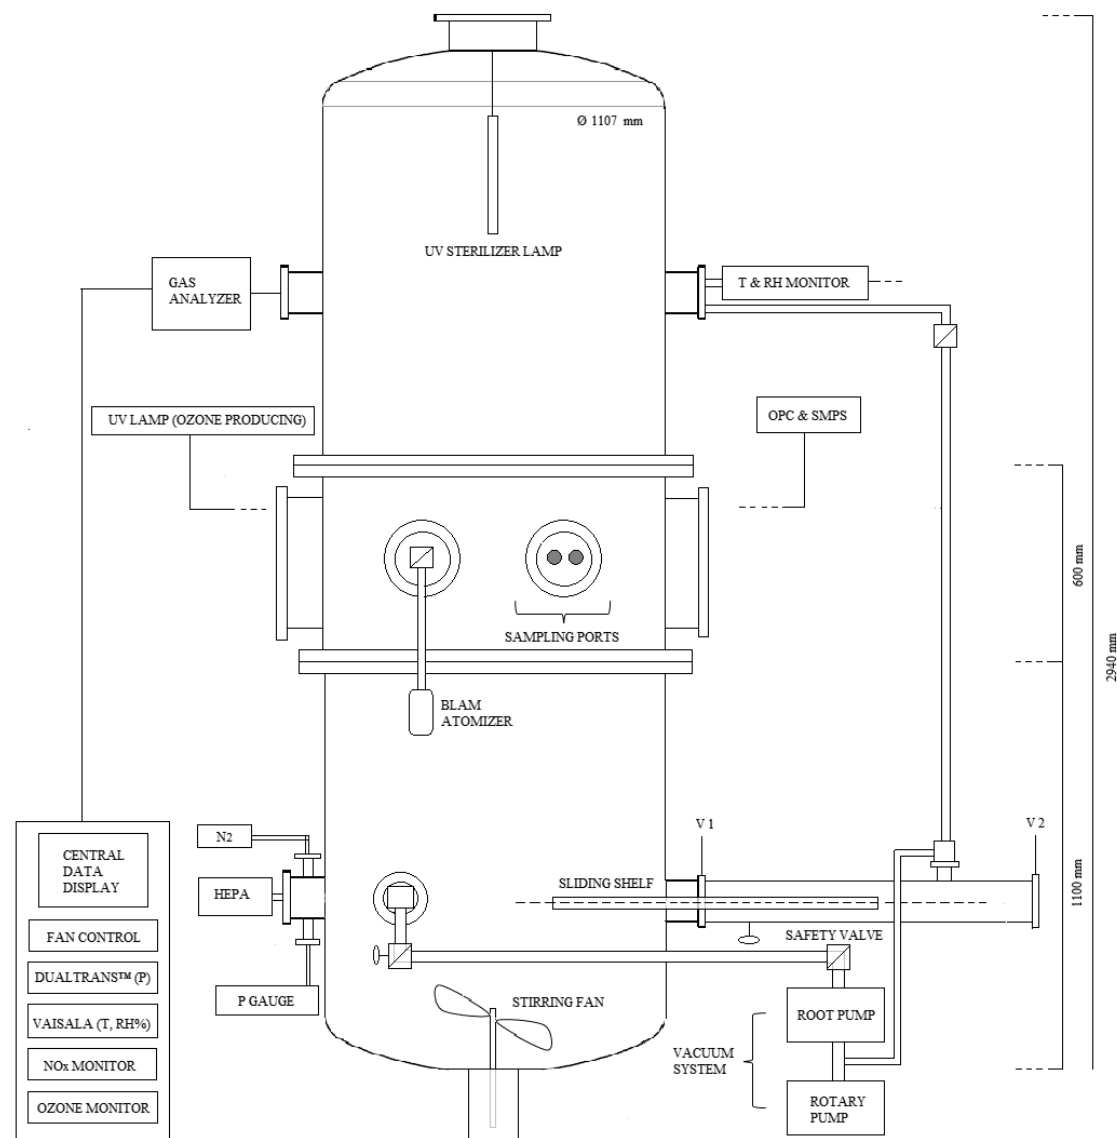 Ø 1107 mm
UV STERILIZER LAMP
GAS
ANALYZER
T & RH MONITOR
UV LAMP (OZONE PRODUCING)
OPC & SMPS
600 mm
2940 mm
SAMPLING PORTS
BLAM
ATOMIZER
V 1
V 2
N2
CENTRAL
DATA
DISPLAY
HEPA
SLIDING SHELF
1100 mm
FAN CONTROL
SAFETY VALVE
DUALTRANS™ (P)
P GAUGE
STIRRING FAN
ROOT PUMP
VAISALA (T, RH%)
VACUUM
SYSTEM
NOx MONITOR
OZONE MONITOR
ROTARY
PUMP